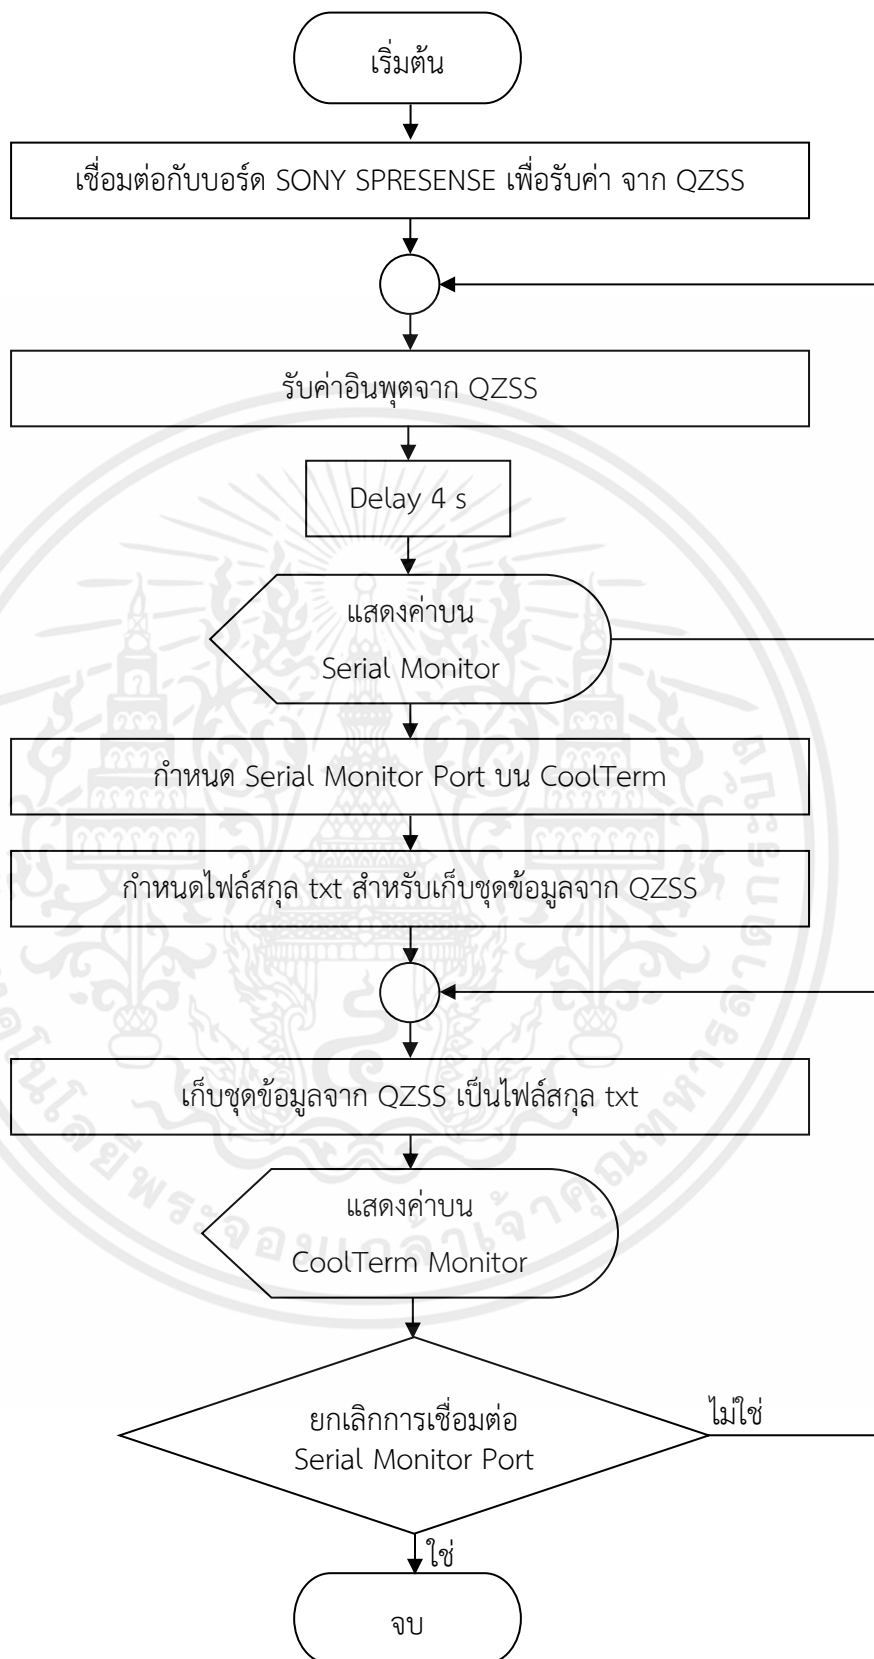 เริ่มต้น
เชื่อมต่อกับบอร์ด SONY SPRESENSE เพื่อรับค่า จาก QZSS
รับค่าอินพุตจาก QZSS
Delay 4 s
แสดงค่าบน
Serial Monitor
กำหนด Serial Monitor Port บน CoolTerm
กำหนดไฟล์สกุล txt สำหรับเก็บชุดข้อมูลจาก QZSS
เก็บชุดข้อมูลจาก QZSS เป็นไฟล์สกุล txt
แสดงค่าบน
CoolTerm Monitor
ยกเลิกการเชื่อมต่อ
Serial Monitor Port
ไม่ใช่
ใช่
จบ